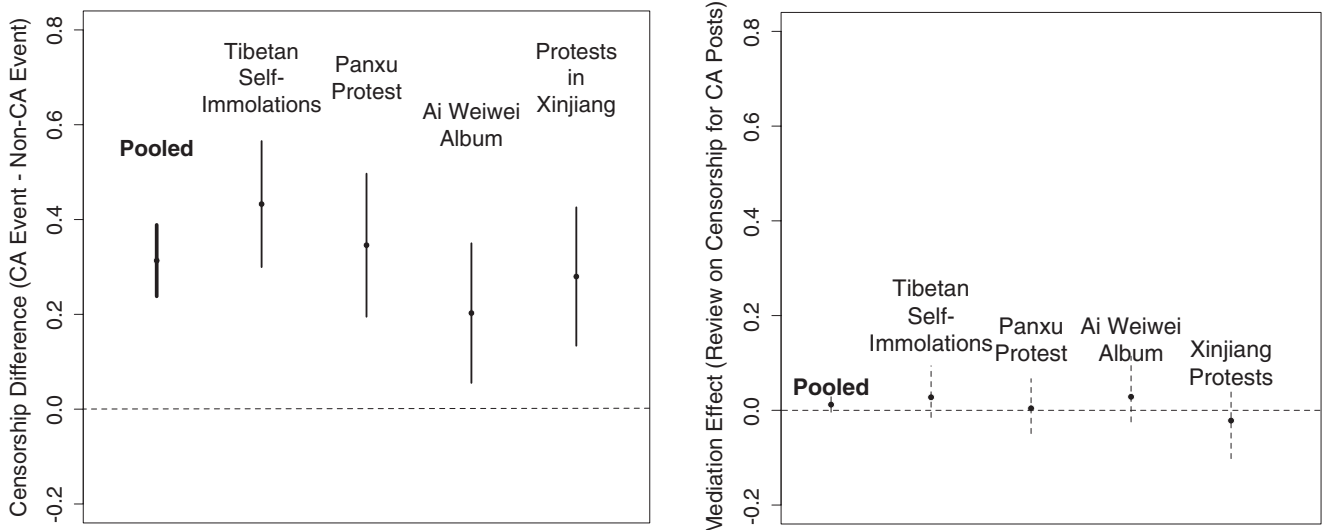 Censorship Difference (CA Event - Non-CA Event)
0.8
0.6
0.4
0.2
0.0
-0.2
Pooled
Tibetan
Self-
Immolations
Panxu
Protest
Ai Weiwei
Album
Protests
in
Xinjiang
Mediation Effect (Review on Censorship for CA Posts)
0.8
0.6
0.4
0.2
0.0
-0.2
Pooled
Tibetan
Self-
Immolations
Panxu
Protest
Ai Weiwei
Album
Xinjiang
Protests